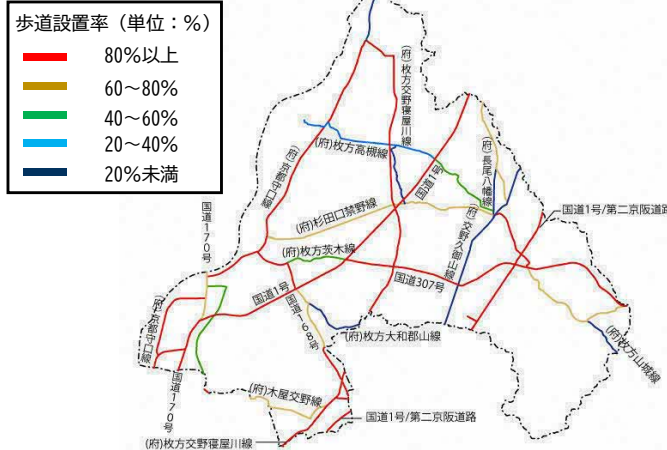 歩道設置率（単位：%）
80%以上
60～80%
40～60%
20～40%
20%未満
(府)枚方交野寝屋川線
(府)枚方高槻線
国道1号
(府)長尾八幡線
(府)京都守口線
国道170号
(府)杉田口禁野線
(府)交野久御山線
国道1号/第二京阪道路
(府)枚方茨木線
国道307号
国道1号
国道168号
(府)京都守口線
(府)枚方大和郡山線
(府)枚方山城線
国道170号
(府)木屋交野線
国道1号/第二京阪道路
(府)枚方交野寝屋川線